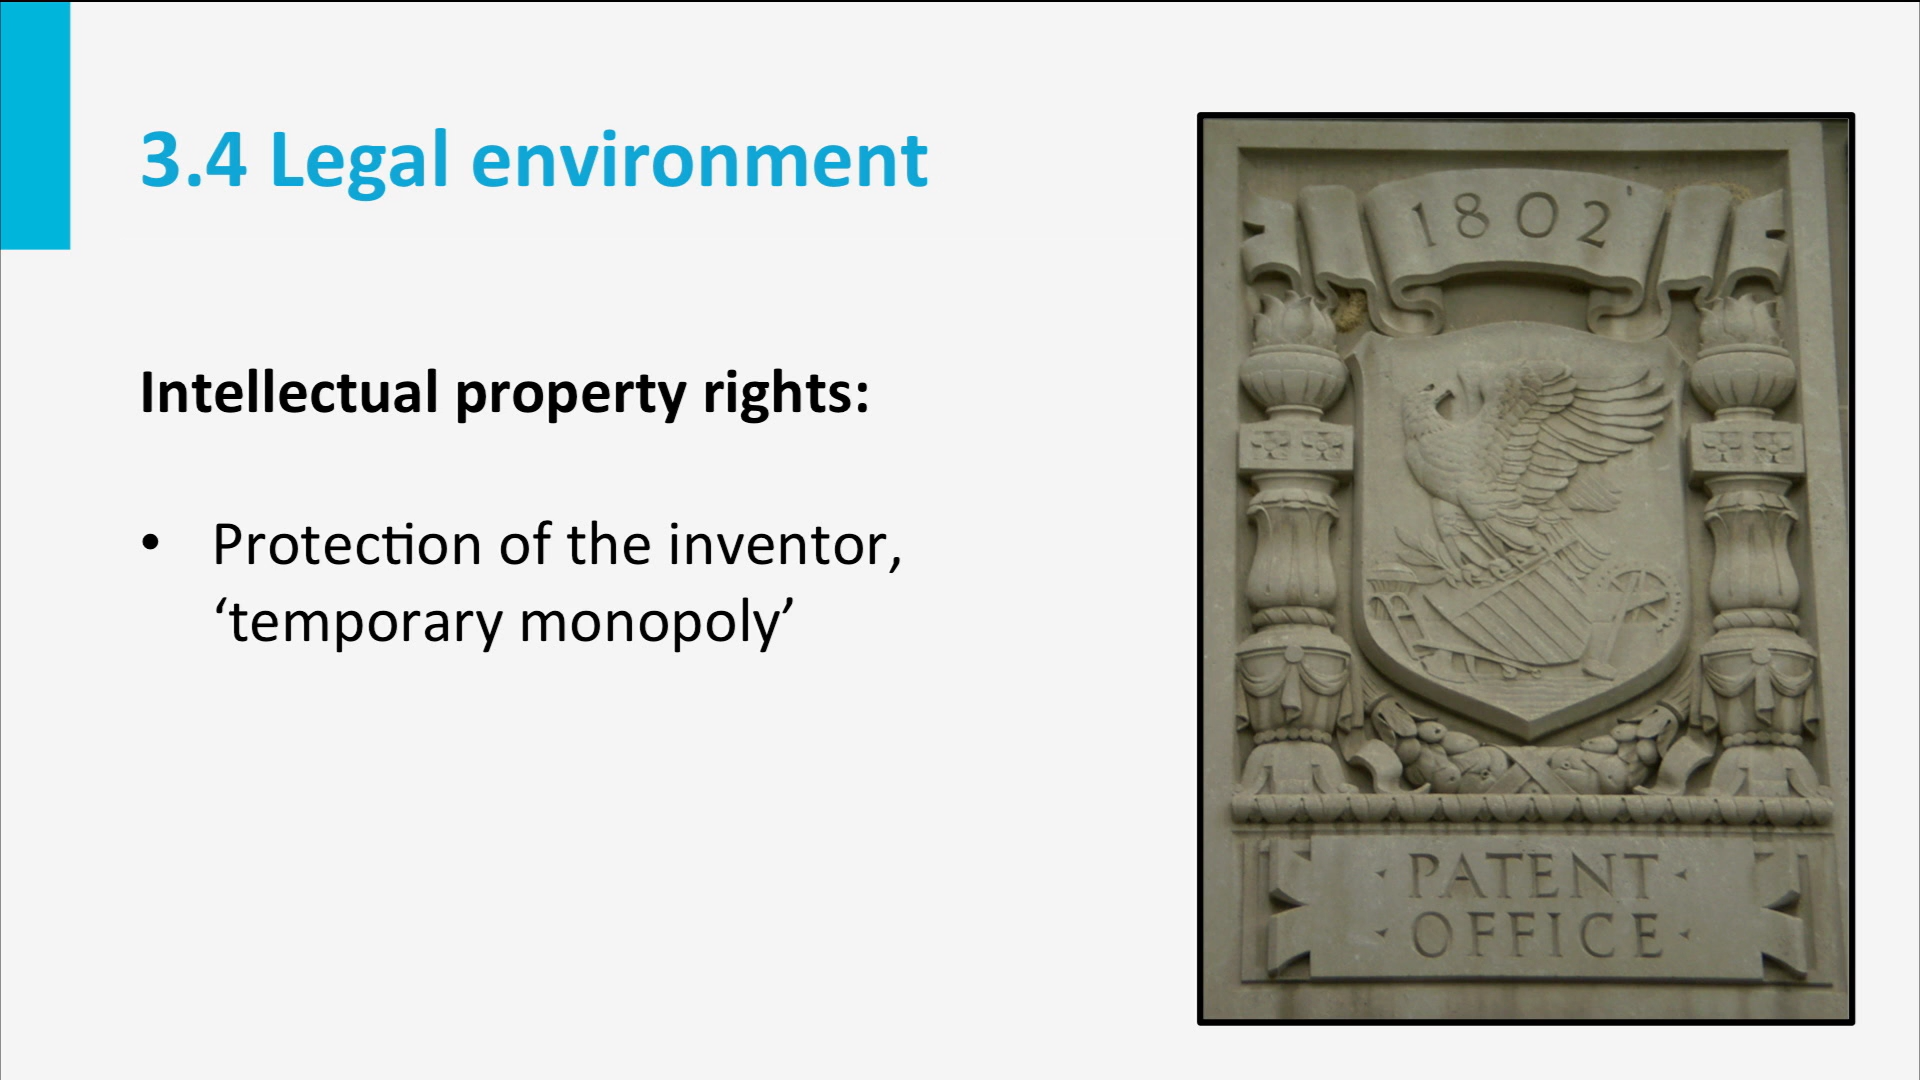 3.4 Legal environment
Intellectual property rights:
• Protection of the inventor,
‘temporary monopoly’
1802
· PATENT ·
· OFFICE ·